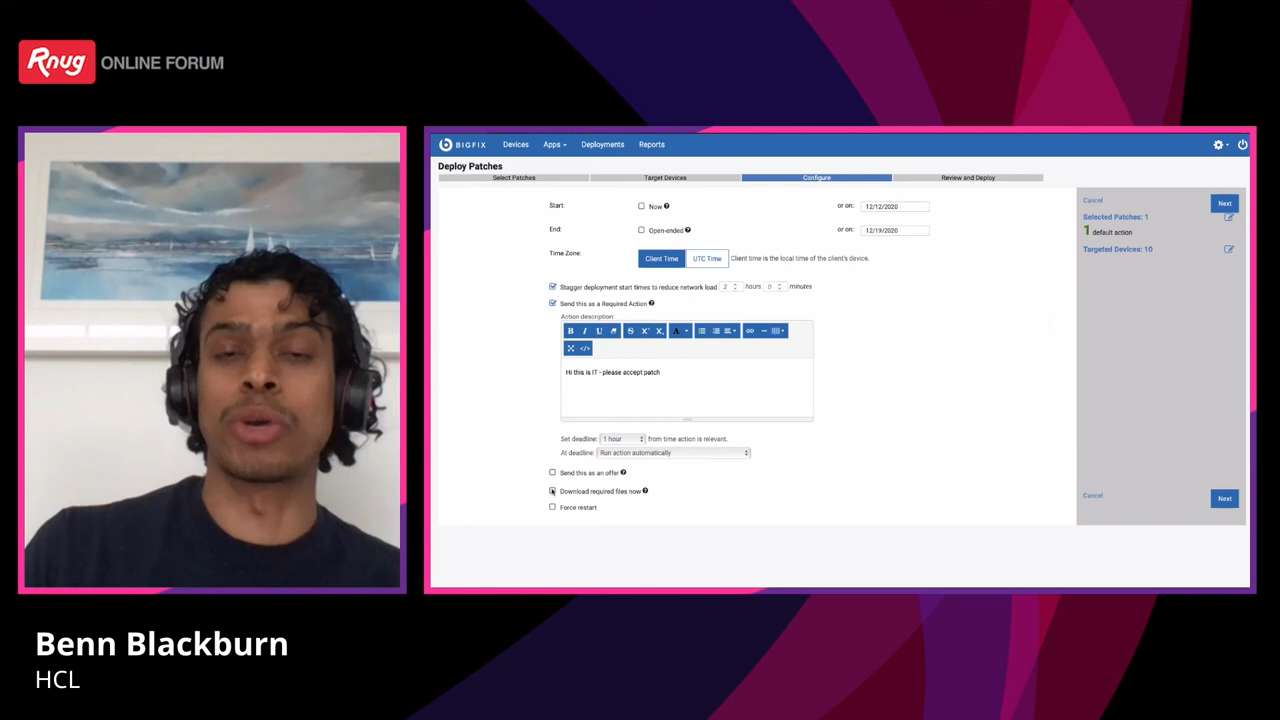 Rnug ONLINE FORUM
BIGFIX Devices Apps Deployments Reports
Deploy Patches
Select Patches Target Devices Configure Review and Deploy
Start: Now or on: 12/12/2020
End: Open-ended or on: 12/19/2020
Time Zone: Client Time UTC Time Client time is the local time of the client's device.
Stagger deployment start times to reduce network load 2 hours 0 minutes
Send this as a Required Action
Action description:
B I U S X² X, A
</>
Hi this is IT - please accept patch
Set deadline: 1 hour from time action is relevant.
At deadline: Run action automatically
Send this as an offer
Download required files now
Force restart
Cancel Next
Selected Patches: 1
1 default action
Targeted Devices: 10
Cancel Next
Benn Blackburn
HCL